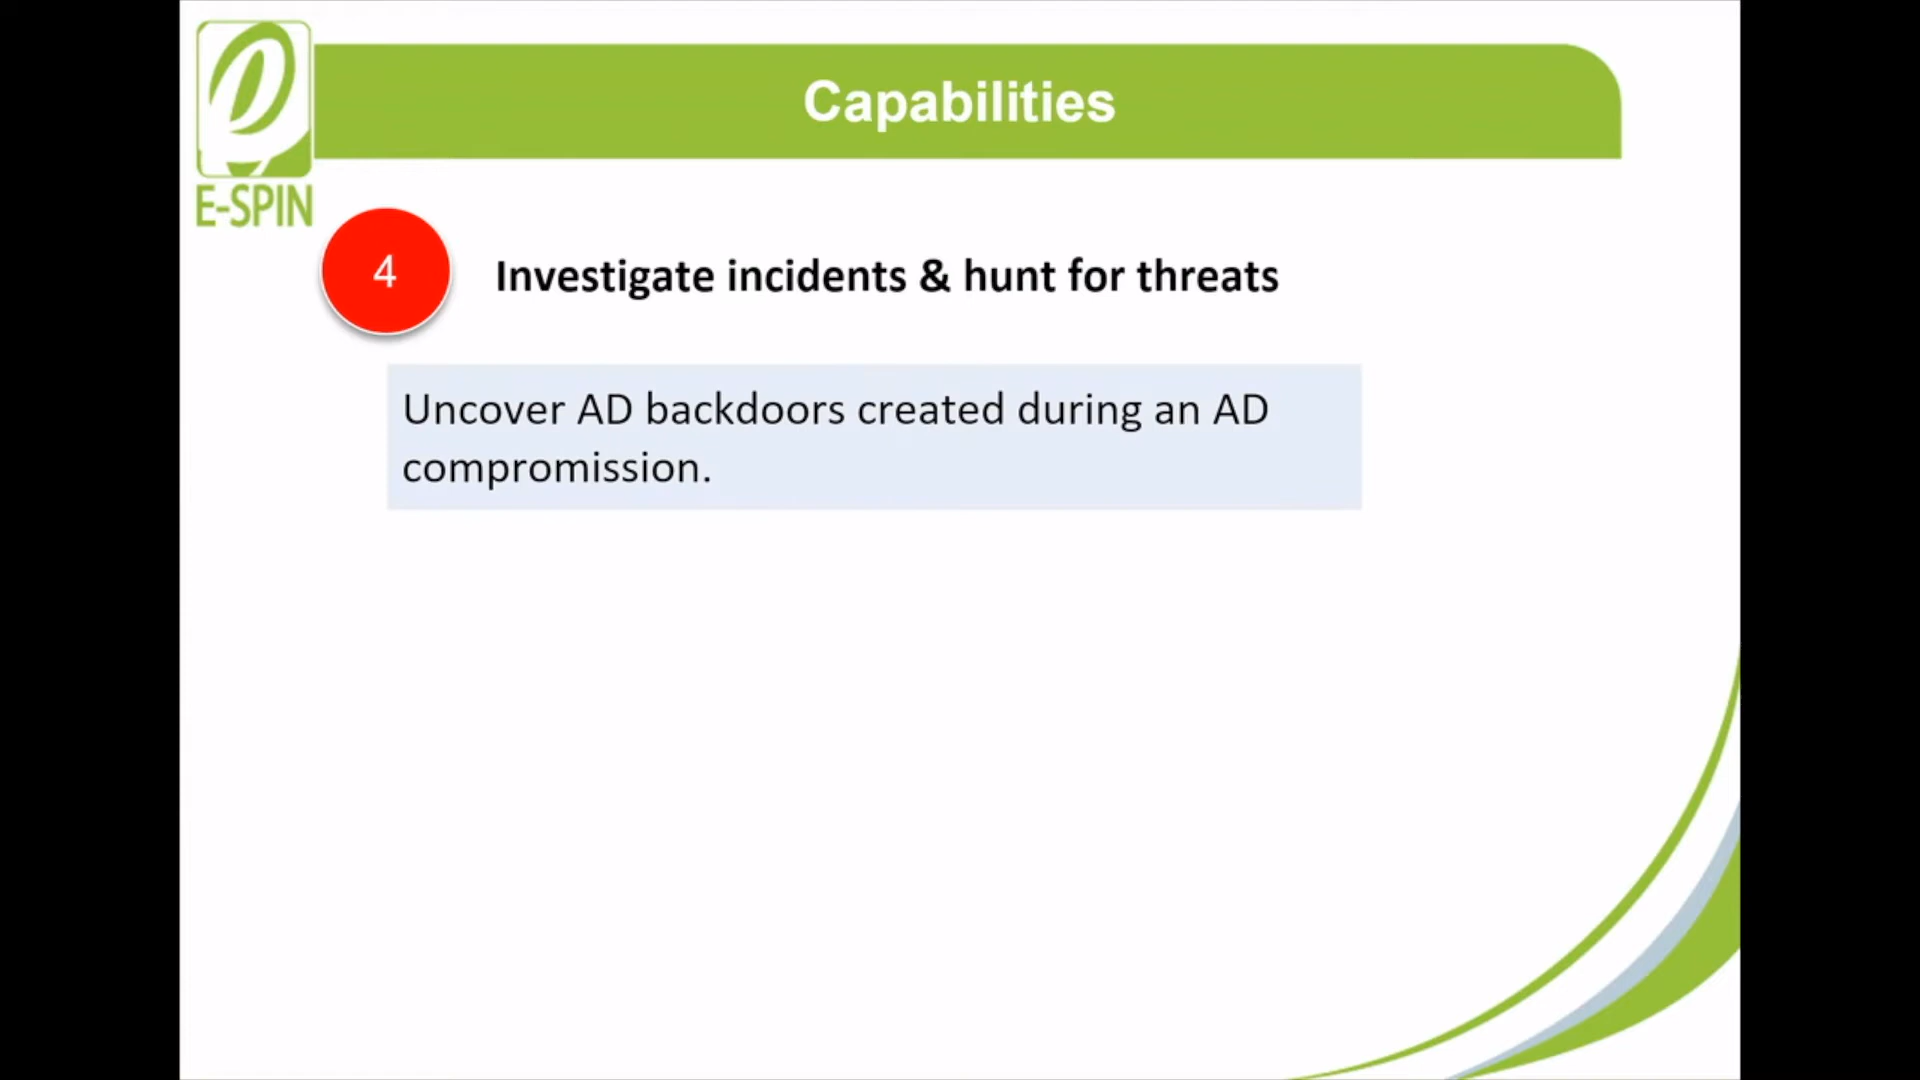 Capabilities
E-SPIN
4
Investigate incidents & hunt for threats
Uncover AD backdoors created during an AD
compromission.